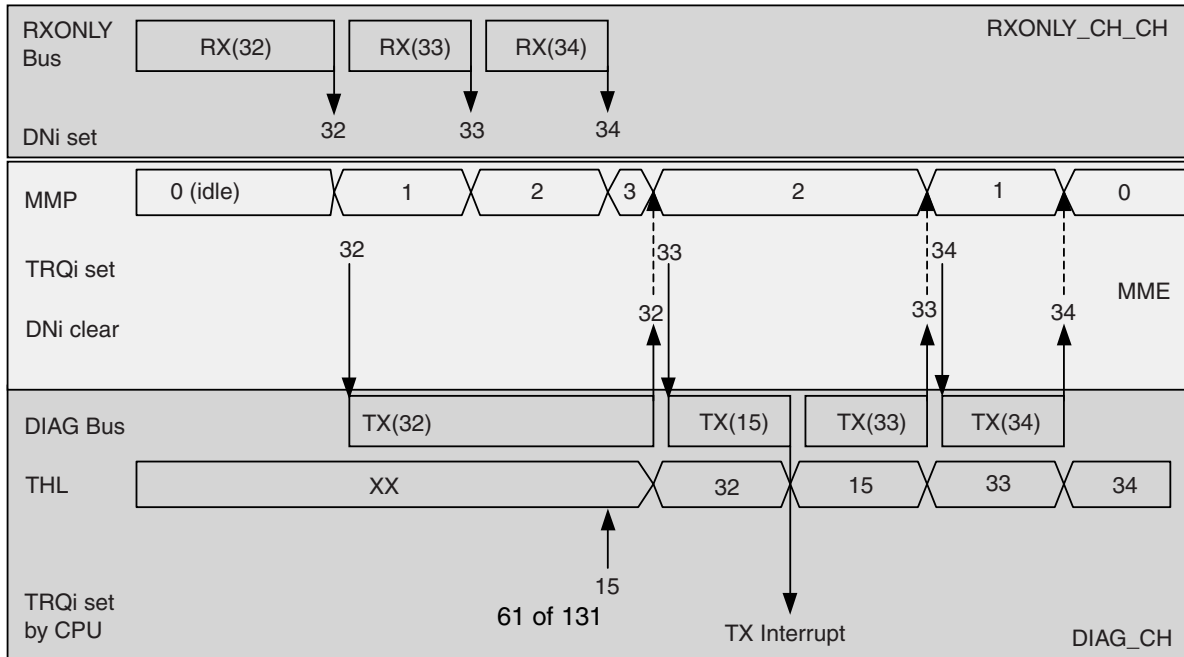 RXONLY
Bus
RX(32)
RX(33)
RX(34)
RXONLY_CH_CH
DNi set
32
33
34
MMP
0 (idle)
1
2
3
2
1
0
TRQi set
32
33
34
MME
DNi clear
32
33
34
DIAG Bus
TX(32)
TX(15)
TX(33)
TX(34)
THL
XX
32
15
33
34
15
TRQi set
by CPU
61 of 131
TX Interrupt
DIAG_CH